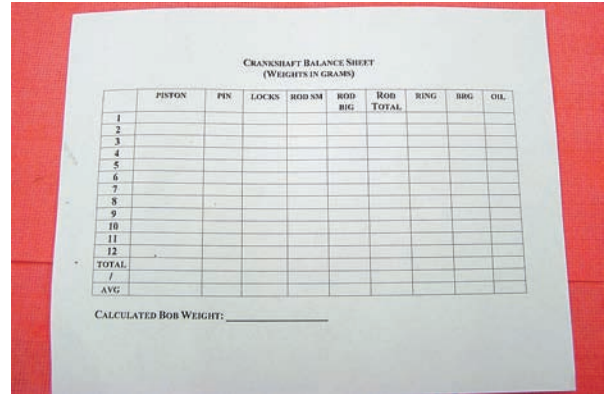 CRANKSHAFT BALANCE SHEET
(WEIGHTS IN GRAMS)
PISTON PIN LOCKS ROD SM ROD BIG ROD TOTAL RING BRG OIL
1
2
3
4
5
6
7
8
9
10
11
12
TOTAL
/
AVG
CALCULATED BOB WEIGHT: